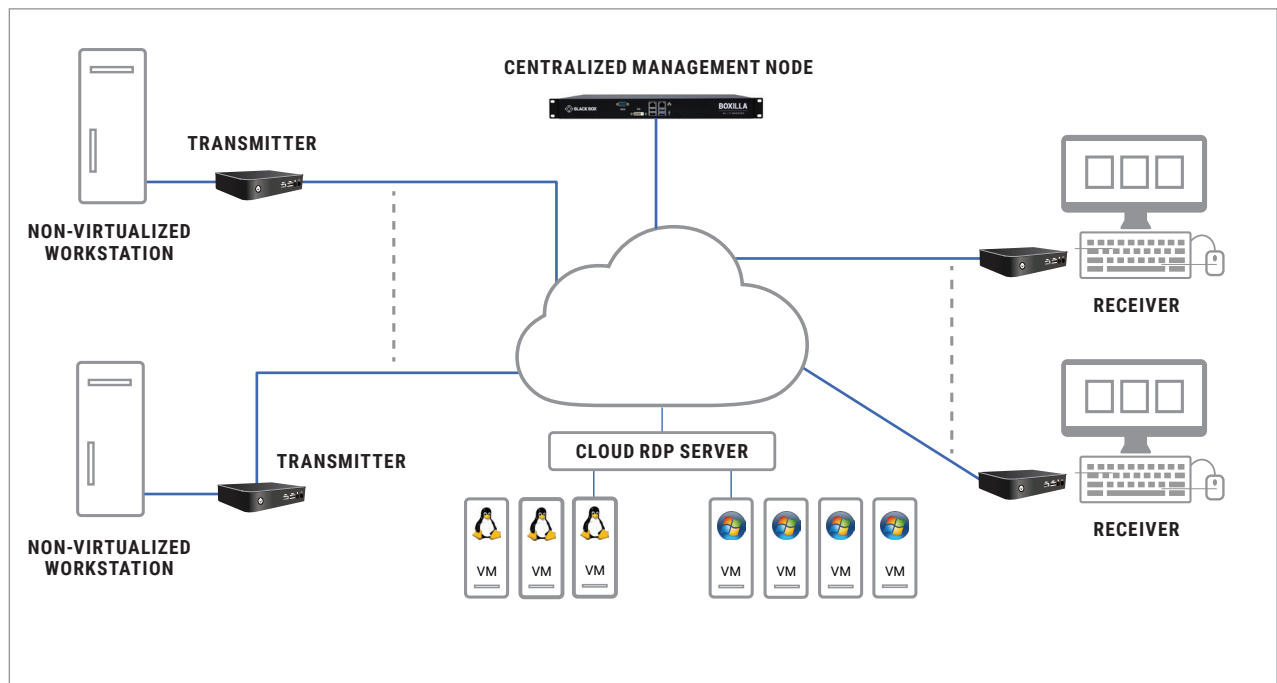 CENTRALIZED MANAGEMENT NODE
BLACK BOX
BOXILLA
TRANSMITTER
NON-VIRTUALIZED
WORKSTATION
RECEIVER
CLOUD RDP SERVER
TRANSMITTER
NON-VIRTUALIZED
WORKSTATION
VM
VM
VM
VM
VM
VM
VM
RECEIVER